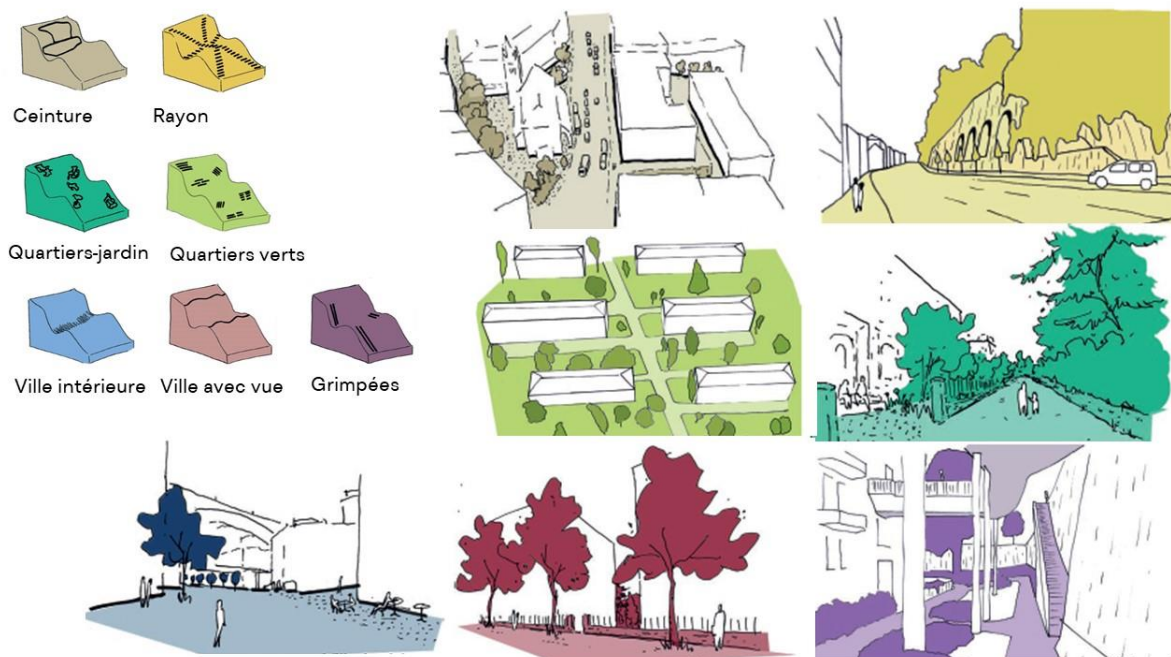 Ceinture
Rayon
Quartiers-jardin
Quartiers verts
Ville intérieure
Ville avec vue
Grimpées